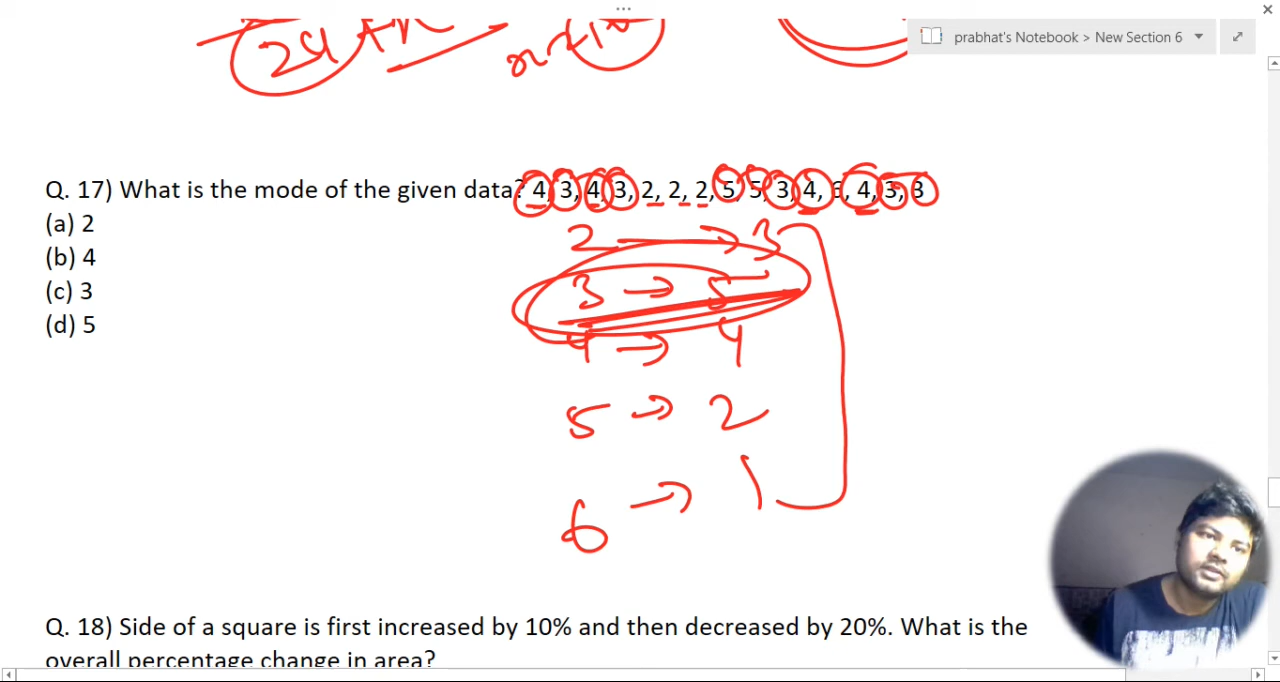 24+x
prabhat's Notebook > New Section 6
Q. 17) What is the mode of the given data? 4, 3, 4, 3, 2, 2, 2, 5, 5, 3, 4, 6, 4, 3, 3
(a) 2
(b) 4
(c) 3
(d) 5
2 → 3
3 → 5
4 → 4
5 → 2
6 → 1
Q. 18) Side of a square is first increased by 10% and then decreased by 20%. What is the
overall percentage change in area?